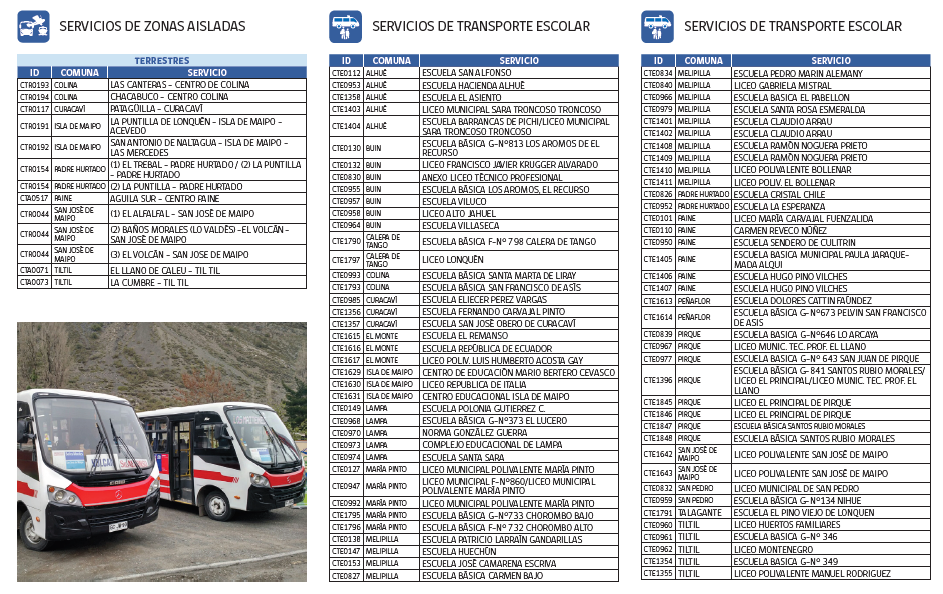 SERVICIOS DE ZONAS AISLADAS
TERRESTRES
ID COMUNA SERVICIO
CTR0193 COLINA LAS CANTERAS – CENTRO DE COLINA
CTR0194 COLINA CHACABUCO – CENTRO COLINA
CTR0117 CURACAVÍ PATAGÜILLA – CURACAVÍ
CTR0191 ISLA DE MAIPO LA PUNTILLA DE LONQUÉN – ISLA DE MAIPO –
ACEVEDO
CTR0192 ISLA DE MAIPO SAN ANTONIO DE NALTAGUA – ISLA DE MAIPO –
LAS MERCEDES
CTR0154 PADRE HURTADO (1) EL TREBAL – PADRE HURTADO / (2) LA PUNTILLA
– PADRE HURTADO
CTR0154 PADRE HURTADO (2) LA PUNTILLA – PADRE HURTADO
CTA0517 PAINE AGUILA SUR – CENTRO PAINE
CTR0044 SAN JOSÉ DE
MAIPO (1) EL ALFALFAL – SAN JOSÉ DE MAIPO
CTR0044 SAN JOSÉ DE
MAIPO (2) BAÑOS MORALES (LO VALDÉS) –EL VOLCÁN –
SAN JOSÉ DE MAIPO
CTR0044 SAN JOSÉ DE
MAIPO (3) EL VOLCÁN – SAN JOSE DE MAIPO
CTA0071 TILTIL EL LLANO DE CALEU – TIL TIL
CTA0073 TILTIL LA CUMBRE – TIL TIL
SERVICIOS DE TRANSPORTE ESCOLAR
ID COMUNA SERVICIO
CTE0112 ALHUÉ ESCUELA SAN ALFONSO
CTE0953 ALHUÉ ESCUELA HACIENDA ALHUÉ
CTE1358 ALHUÉ ESCUELA EL ASIENTO
CTE1403 ALHUÉ LICEO MUNICIPAL SARA TRONCOSO TRONCOSO
CTE1404 ALHUÉ ESCUELA BARRANCAS DE PICHI/LICEO MUNICIPAL
SARA TRONCOSO TRONCOSO
CTE0130 BUIN ESCUELA BÁSICA G-Nº813 LOS AROMOS DE EL
RECURSO
CTE0132 BUIN LICEO FRANCISCO JAVIER KRUGGER ALVARADO
CTE0830 BUIN ANEXO LICEO TÉCNICO PROFESIONAL
CTE0955 BUIN ESCUELA BÁSICA LOS AROMOS, EL RECURSO
CTE0957 BUIN ESCUELA VILUCO
CTE0958 BUIN LICEO ALTO JAHUEL
CTE0964 BUIN ESCUELA VILLASECA
CTE1790 CALERA DE
TANGO ESCUELA BÁSICA F-Nº 798 CALERA DE TANGO
CTE1797 CALERA DE
TANGO LICEO LONQUÉN
CTE0993 COLINA ESCUELA BÁSICA SANTA MARTA DE LIRAY
CTE1793 COLINA ESCUELA BÁSICA SAN FRANCISCO DE ASÍS
CTE0985 CURACAVÍ ESCUELA ELIECER PEREZ VARGAS
CTE1356 CURACAVÍ ESCUELA FERNANDO CARVAJAL PINTO
CTE1357 CURACAVÍ ESCUELA SAN JOSÉ OBERO DE CURACAVÍ
CTE1615 EL MONTE ESCUELA EL REMANSO
CTE1616 EL MONTE ESCUELA REPÚBLICA DE ECUADOR
CTE1617 EL MONTE LICEO POLIV. LUIS HUMBERTO ACOSTA GAY
CTE1629 ISLA DE MAIPO CENTRO DE EDUCACIÓN MARIO BERTERO CEVASCO
CTE1630 ISLA DE MAIPO LICEO REPUBLICA DE ITALIA
CTE1631 ISLA DE MAIPO CENTRO EDUCACIONAL ISLA DE MAIPO
CTE0149 LAMPA ESCUELA POLONIA GUTIERREZ C.
CTE0968 LAMPA ESCUELA BÁSICA G-Nº373 EL LUCERO
CTE0970 LAMPA NORMA GONZÁLEZ GUERRA
CTE0973 LAMPA COMPLEJO EDUCACIONAL DE LAMPA
CTE0974 LAMPA ESCUELA SANTA SARA
CTE0127 MARÍA PINTO LICEO MUNICIPAL POLIVALENTE MARÍA PINTO
CTE0947 MARÍA PINTO LICEO MUNICIPAL F-Nº860/LICEO MUNICIPAL
POLIVALENTE MARÍA PINTO
CTE0992 MARÍA PINTO LICEO MUNICIPAL POLIVALENTE MARÍA PINTO
CTE1795 MARÍA PINTO ESCUELA BÁSICA G-Nº733 CHOROMBO BAJO
CTE1796 MARÍA PINTO ESCUELA BÁSICA F-Nº 732 CHOROMBO ALTO
CTE0138 MELIPILLA ESCUELA PATRICIO LARRAÍN GANDARILLAS
CTE0147 MELIPILLA ESCUELA HUECHÚN
CTE0153 MELIPILLA ESCUELA JOSÉ CAMARENA ESCRIVA
CTE0827 MELIPILLA ESCUELA BÁSICA CARMEN BAJO
SERVICIOS DE TRANSPORTE ESCOLAR
ID COMUNA SERVICIO
CTE0834 MELIPILLA ESCUELA PEDRO MARIN ALEMANY
CTE0840 MELIPILLA LICEO GABRIELA MISTRAL
CTE0966 MELIPILLA ESCUELA BASICA EL PABELLON
CTE0979 MELIPILLA ESCUELA SANTA ROSA ESMERALDA
CTE1401 MELIPILLA ESCUELA CLAUDIO ARRAU
CTE1402 MELIPILLA ESCUELA CLAUDIO ARRAU
CTE1408 MELIPILLA ESCUELA RAMÓN NOGUERA PRIETO
CTE1409 MELIPILLA ESCUELA RAMÓN NOGUERA PRIETO
CTE1410 MELIPILLA LICEO POLIVALENTE BOLLENAR
CTE1411 MELIPILLA LICEO POLIV. EL BOLLENAR
CTE0826 PADRE HURTADO ESCUELA CRISTAL CHILE
CTE0952 PADRE HURTADO ESCUELA LA ESPERANZA
CTE0101 PAINE LICEO MARÍA CARVAJAL FUENZALIDA
CTE0110 PAINE CARMEN REVECO NÚÑEZ
CTE0950 PAINE ESCUELA SENDERO DE CULITRIN
CTE1405 PAINE ESCUELA BASICA MUNICIPAL PAULA JARAQUE-
MADA ALQUI
CTE1406 PAINE ESCUELA HUGO PINO VILCHES
CTE1407 PAINE ESCUELA HUGO PINO VILCHES
CTE1613 PEÑAFLOR ESCUELA DOLORES CATTIN FAÚNDEZ
CTE1614 PEÑAFLOR ESCUELA BÁSICA G-Nº673 PELVIN SAN FRANCISCO
DE ASIS
CTE0839 PIRQUE ESCUELA BÁSICA G-Nº646 LO ARCAYA
CTE0967 PIRQUE LICEO MUNIC. TEC. PROF. EL LLANO
CTE0977 PIRQUE ESCUELA BASICA G-Nº 643 SAN JUAN DE PIRQUE
CTE1396 PIRQUE ESCUELA BÁSICA G- 841 SANTOS RUBIO MORALES/
LICEO EL PRINCIPAL/LICEO MUNIC. TEC. PROF. EL
LLANO
CTE1845 PIRQUE LICEO EL PRINCIPAL DE PIRQUE
CTE1846 PIRQUE LICEO EL PRINCIPAL DE PIRQUE
CTE1847 PIRQUE ESCUELA BÁSICA SANTOS RUBIO MORALES
CTE1848 PIRQUE ESCUELA BÁSICA SANTOS RUBIO MORALES
CTE1642 SAN JOSÉ DE
MAIPO LICEO POLIVALENTE SAN JOSÉ DE MAIPO
CTE1643 SAN JOSÉ DE
MAIPO LICEO POLIVALENTE SAN JOSÉ DE MAIPO
CTE0832 SAN PEDRO LICEO MUNICIPAL DE SAN PEDRO
CTE0959 SAN PEDRO ESCUELA BÁSICA G-Nº134 NIHUE
CTE1791 TALAGANTE ESCUELA EL PINO VIEJO DE LONQUEN
CTE0960 TILTIL LICEO HUERTOS FAMILIARES
CTE0961 TILTIL ESCUELA BASICA G-Nº 346
CTE0962 TILTIL LICEO MONTENEGRO
CTE1354 TILTIL ESCUELA BASICA G-Nº 349
CTE1355 TILTIL LICEO POLIVALENTE MANUEL RODRIGUEZ